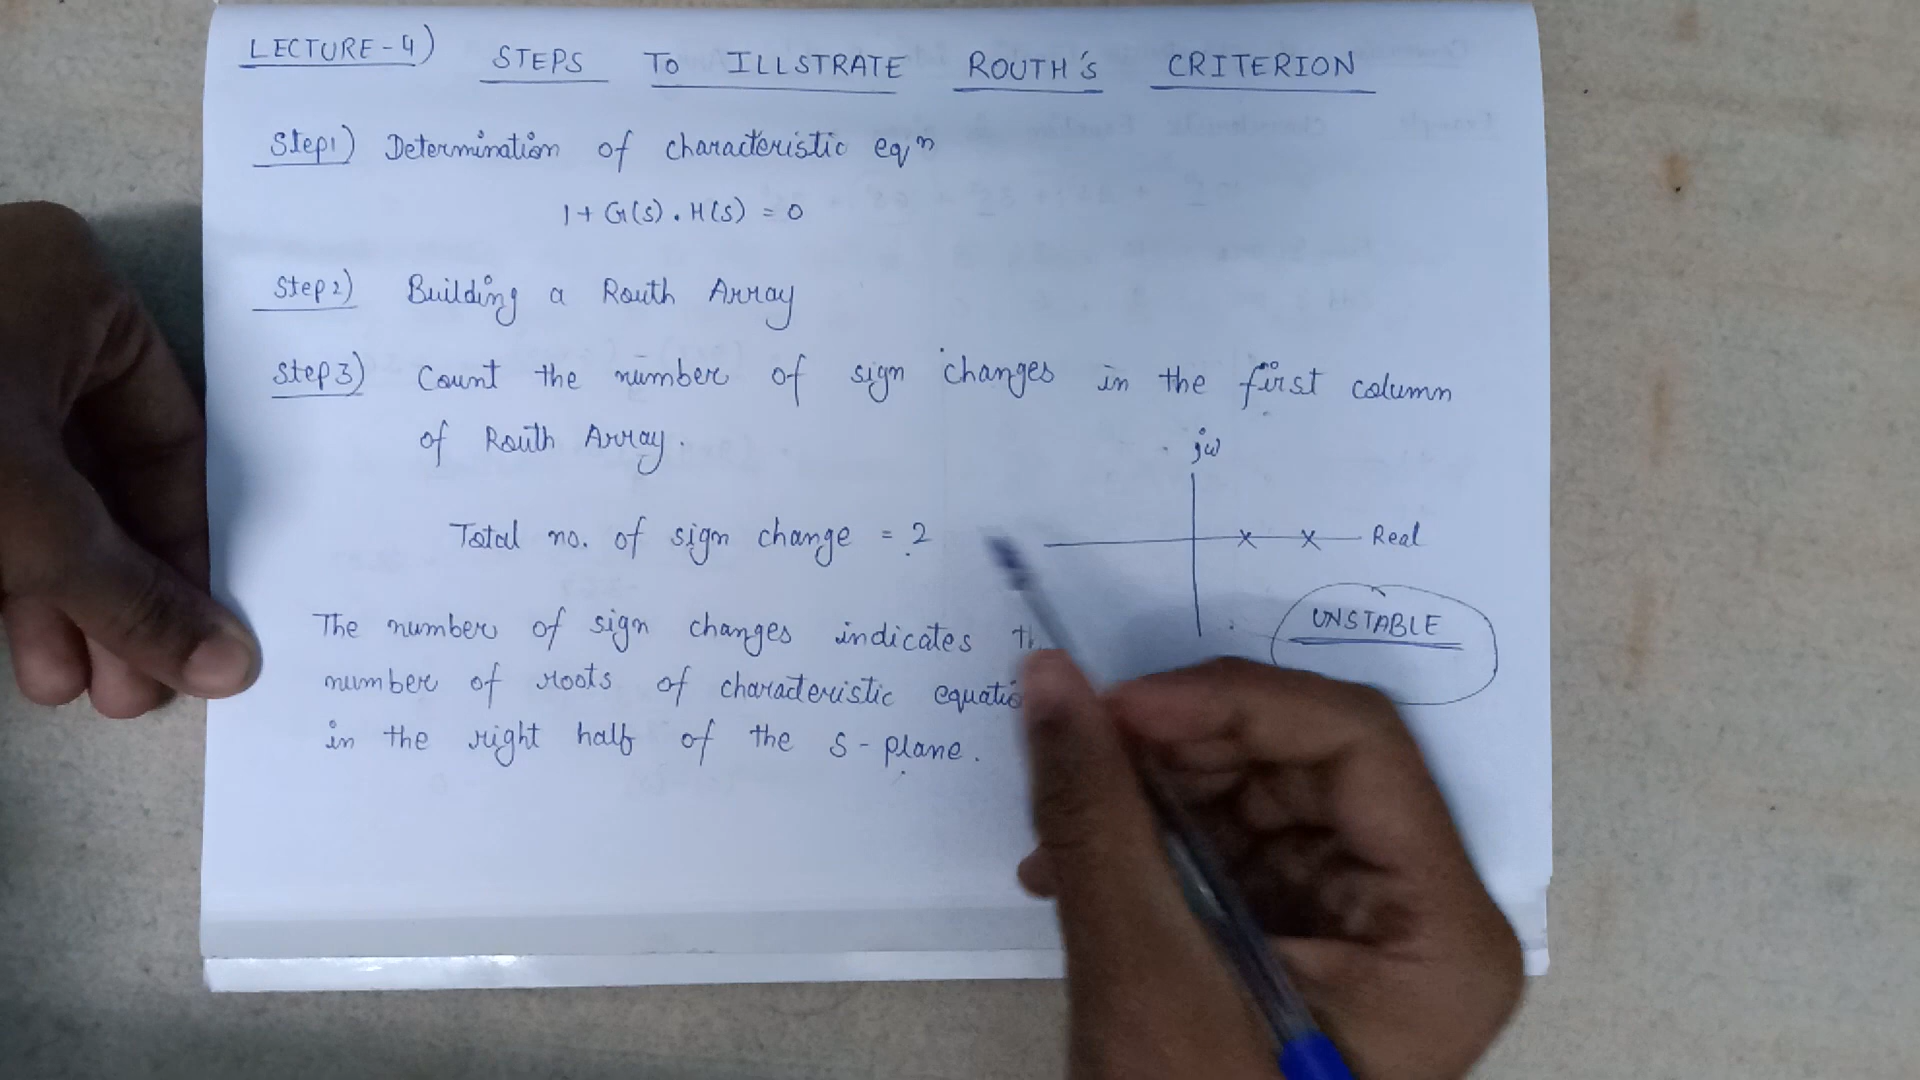 LECTURE-4) STEPS TO ILLSTRATE ROUTH'S CRITERION
Step1) Determination of characteristic eqn
1+G(s).H(s) = 0
Step2) Building a Routh Array
Step3) Count the number of sign changes in the first column
of Routh Array.
jω
Total no. of sign change = 2
Real
UNSTABLE
The number of sign changes indicates
number of roots of characteristic
in the right half of the s-plane.